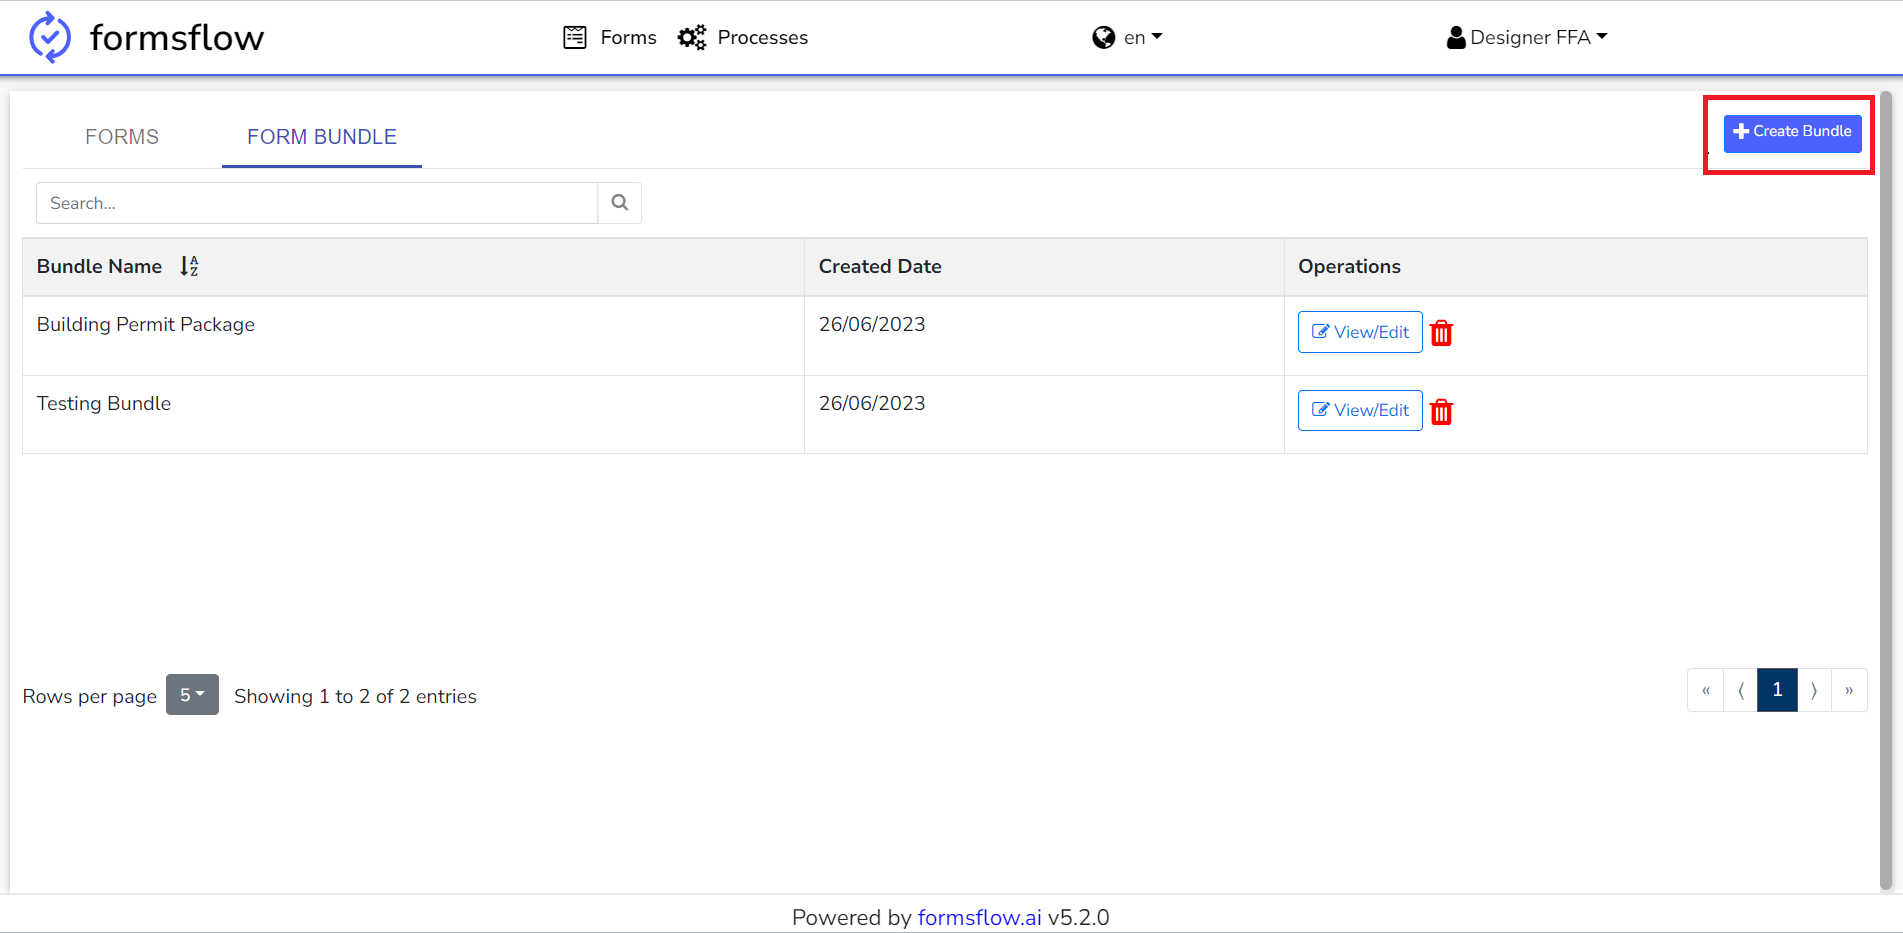 formsflow Forms Processes en Designer FFA
FORMS FORM BUNDLE Create Bundle
Search...
Bundle Name Created Date Operations
Building Permit Package 26/06/2023 View/Edit
Testing Bundle 26/06/2023 View/Edit
Rows per page 5 Showing 1 to 2 of 2 entries « ⟨ 1 ⟩ »
Powered by formsflow.ai v5.2.0